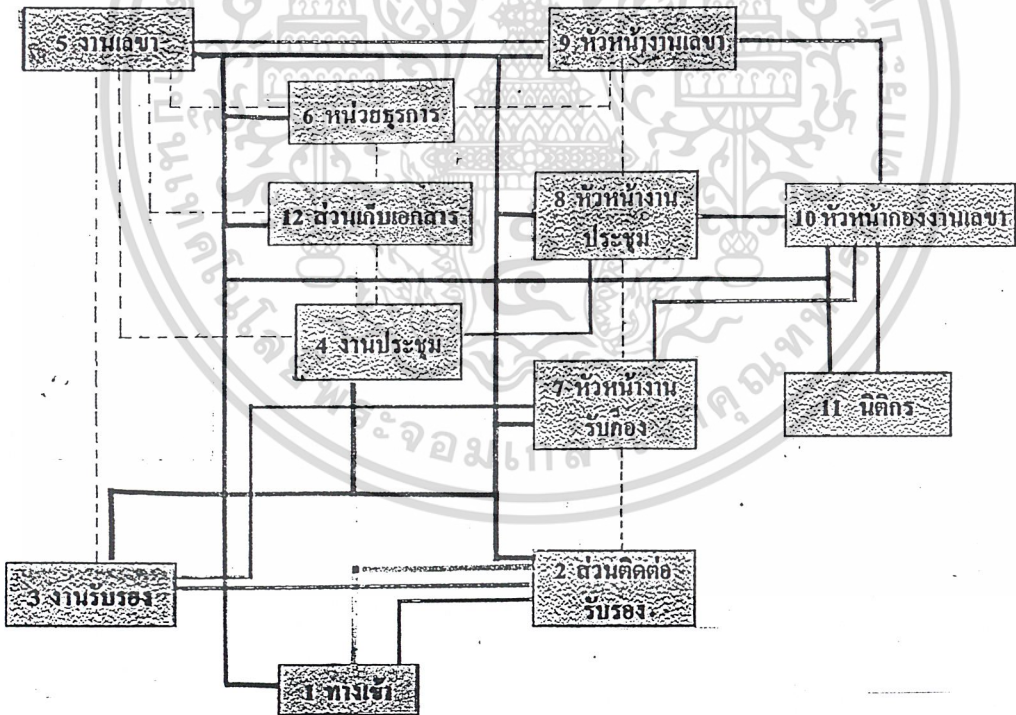 5 งานเลขา
9 หัวหน้างานเลขา
6 หน่วยธุรการ
12 ส่วนเก็บเอกสาร
8 หัวหน้างาน
ประชุม
10 หัวหน้ากองงานเลขา
4 งานประชุม
7 หัวหน้างาน
รับก็อง
11 นิติกร
3 งานรับรอง
2 ส่วนติดต่อ
รับรอง
1 ทางเข้า